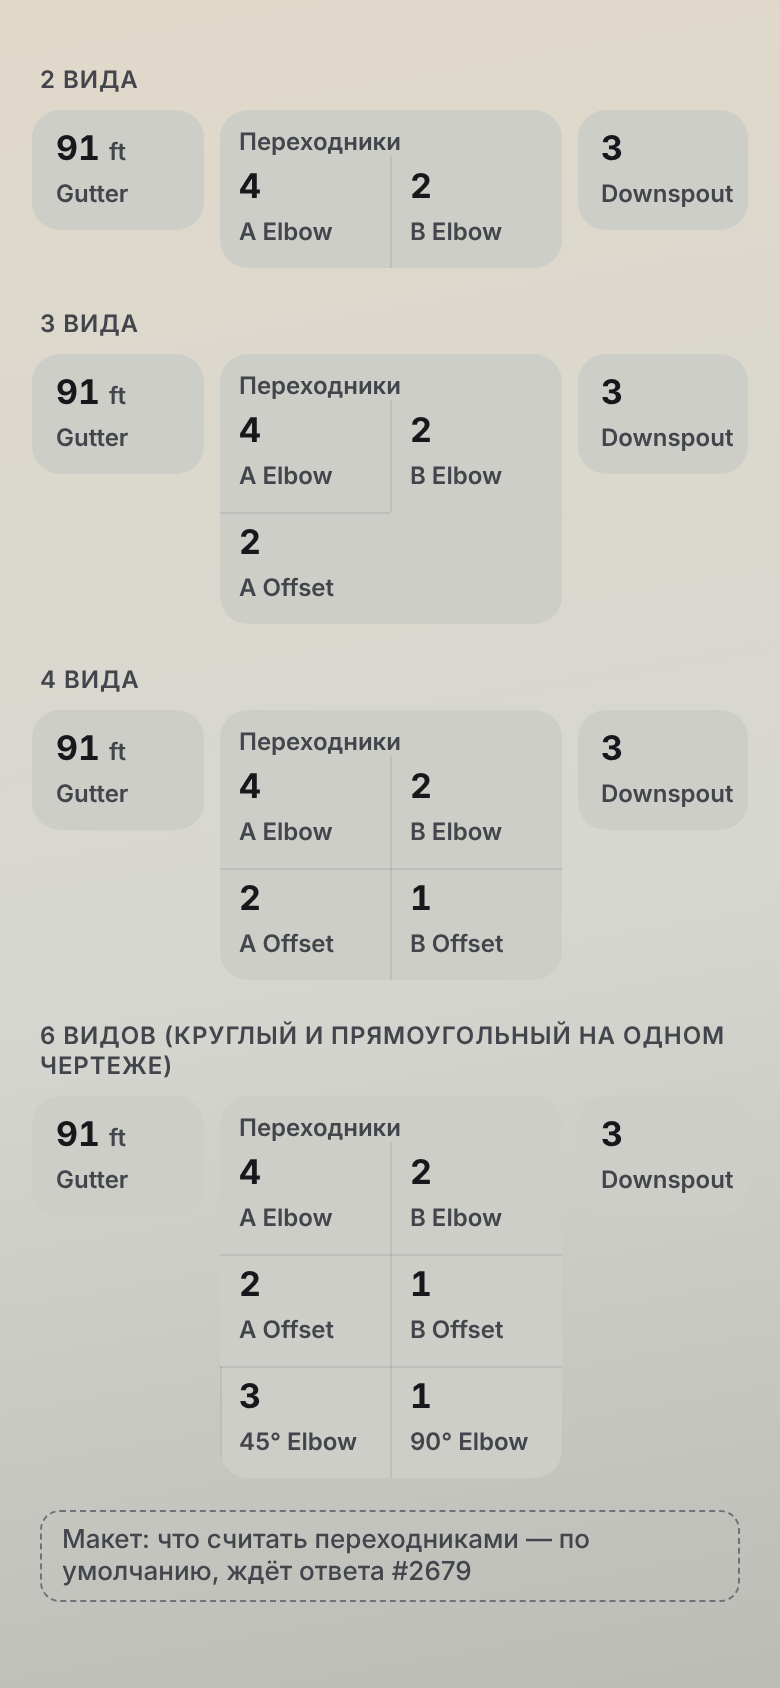 2 ВИДА
91 ft
Gutter
Переходники
4
A Elbow
2
B Elbow
3
Downspout
3 ВИДА
91 ft
Gutter
Переходники
4
A Elbow
2
B Elbow
2
A Offset
3
Downspout
4 ВИДА
91 ft
Gutter
Переходники
4
A Elbow
2
B Elbow
2
A Offset
1
B Offset
3
Downspout
6 ВИДОВ (КРУГЛЫЙ И ПРЯМОУГОЛЬНЫЙ НА ОДНОМ
ЧЕРТЕЖЕ)
91 ft
Gutter
Переходники
4
A Elbow
2
B Elbow
2
A Offset
1
B Offset
3
45° Elbow
1
90° Elbow
3
Downspout
Макет: что считать переходниками — по
умолчанию, ждёт ответа #2679